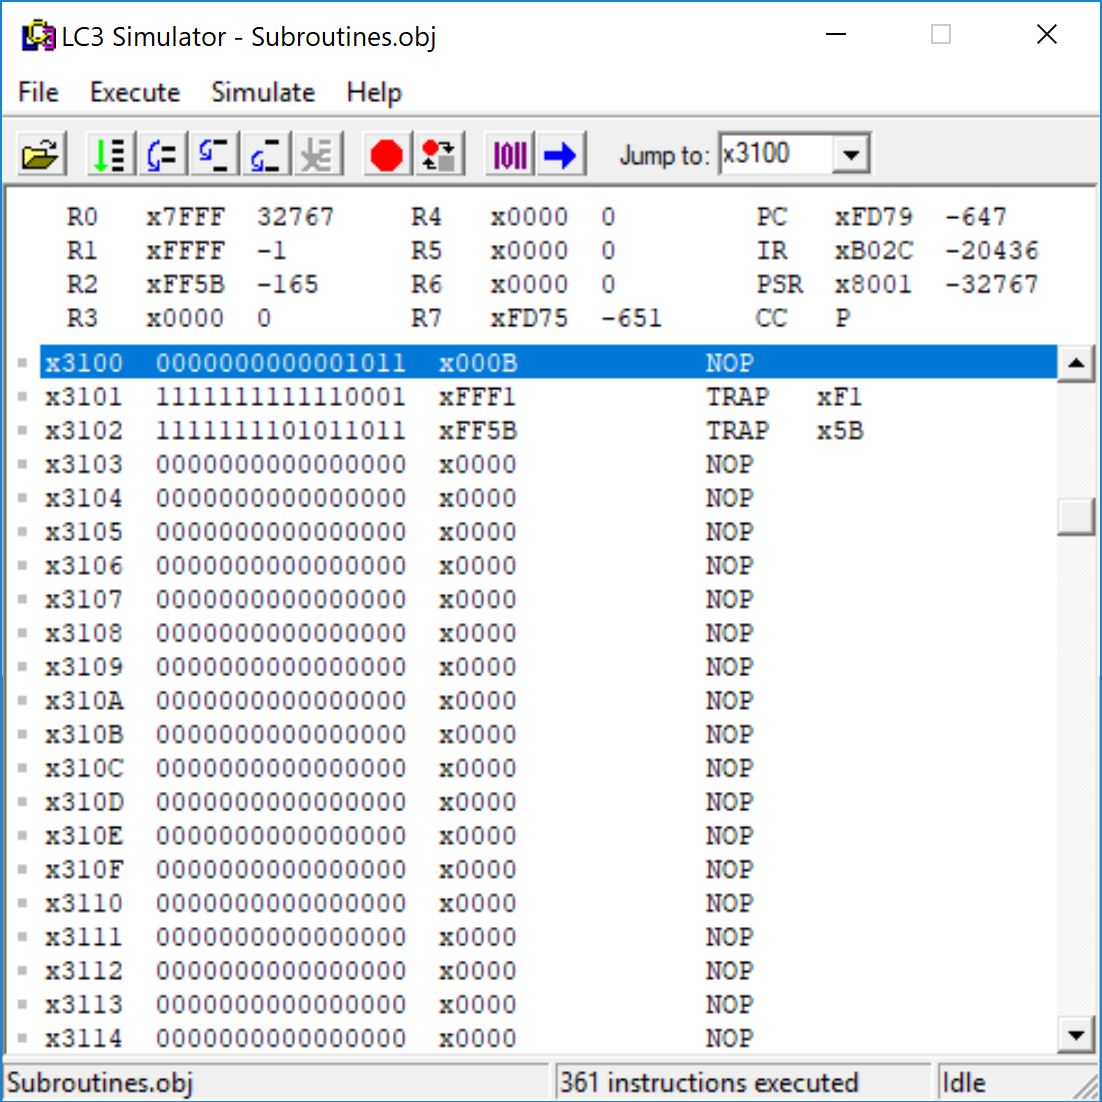 LC3 Simulator - Subroutines.obj
File Execute Simulate Help
Jump to: x3100
R0 x7FFF 32767 R4 x0000 0 PC xFD79 -647
R1 xFFFF -1 R5 x0000 0 IR xB02C -20436
R2 xFF5B -165 R6 x0000 0 PSR x8001 -32767
R3 x0000 0 R7 xFD75 -651 CC P
x3100 0000000000001011 x000B NOP
x3101 1111111111110001 xFFF1 TRAP xF1
x3102 1111111101011011 xFF5B TRAP x5B
x3103 0000000000000000 x0000 NOP
x3104 0000000000000000 x0000 NOP
x3105 0000000000000000 x0000 NOP
x3106 0000000000000000 x0000 NOP
x3107 0000000000000000 x0000 NOP
x3108 0000000000000000 x0000 NOP
x3109 0000000000000000 x0000 NOP
x310A 0000000000000000 x0000 NOP
x310B 0000000000000000 x0000 NOP
x310C 0000000000000000 x0000 NOP
x310D 0000000000000000 x0000 NOP
x310E 0000000000000000 x0000 NOP
x310F 0000000000000000 x0000 NOP
x3110 0000000000000000 x0000 NOP
x3111 0000000000000000 x0000 NOP
x3112 0000000000000000 x0000 NOP
x3113 0000000000000000 x0000 NOP
x3114 0000000000000000 x0000 NOP
Subroutines.obj 361 instructions executed Idle